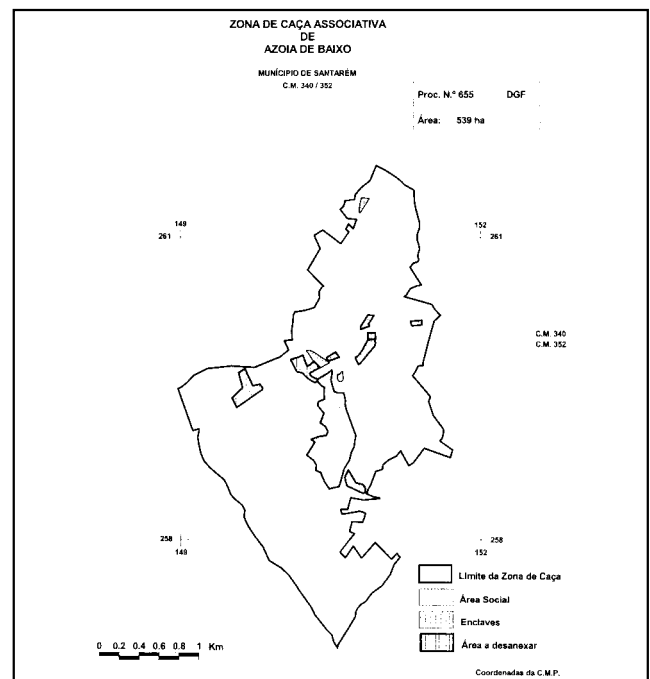 ZONA DE CAÇA ASSOCIATIVA
DE
AZOIA DE BAIXO
MUNÍCIPIO DE SANTARÉM
C.M. 340 / 352
Proc. N.º 655 DGF
Área: 539 ha
149
261
152
261
C.M. 340
C.M. 352
258
149
258
152
Limite da Zona de Caça
Área Social
Enclaves
Área a desanexar
0 0.2 0.4 0.6 0.8 1 Km
Coordenadas da C.M.P.